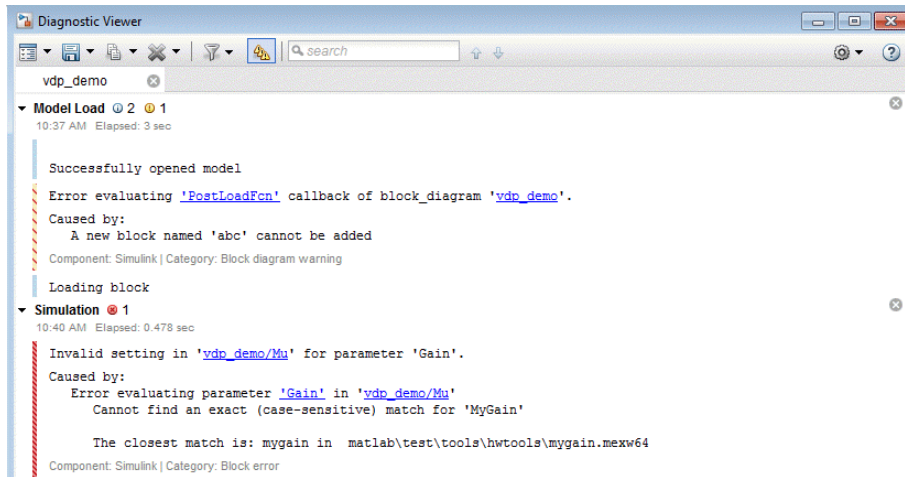 Diagnostic Viewer
search
vdp_demo
Model Load 2 1
10:37 AM Elapsed: 3 sec
Successfully opened model
Error evaluating 'PostLoadFcn' callback of block_diagram 'vdp_demo'.
Caused by:
A new block named 'abc' cannot be added
Component: Simulink | Category: Block diagram warning
Loading block
Simulation 1
10:40 AM Elapsed: 0.478 sec
Invalid setting in 'vdp_demo/Mu' for parameter 'Gain'.
Caused by:
Error evaluating parameter 'Gain' in 'vdp_demo/Mu'
Cannot find an exact (case-sensitive) match for 'MyGain'
The closest match is: mygain in matlab\test\tools\hwtools\mygain.mexw64
Component: Simulink | Category: Block error